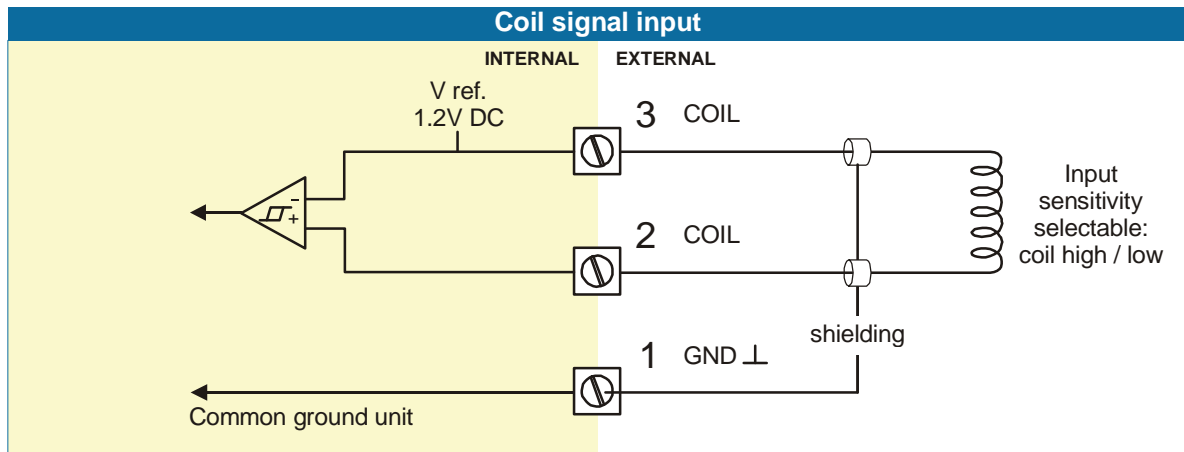 Coil signal input
INTERNAL
EXTERNAL
V ref.
1.2V DC
3 COIL
- 
+
2 COIL
Input
sensitivity
selectable:
coil high / low
shielding
1 GND ⊥
Common ground unit